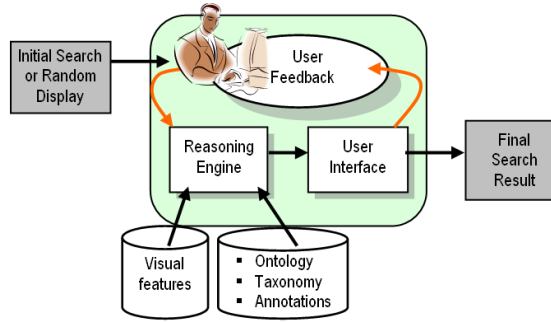 Initial Search
or Random
Display
User
Feedback
Reasoning
Engine
User
Interface
Final
Search
Result
Visual
features
▪ Ontology
▪ Taxonomy
▪ Annotations